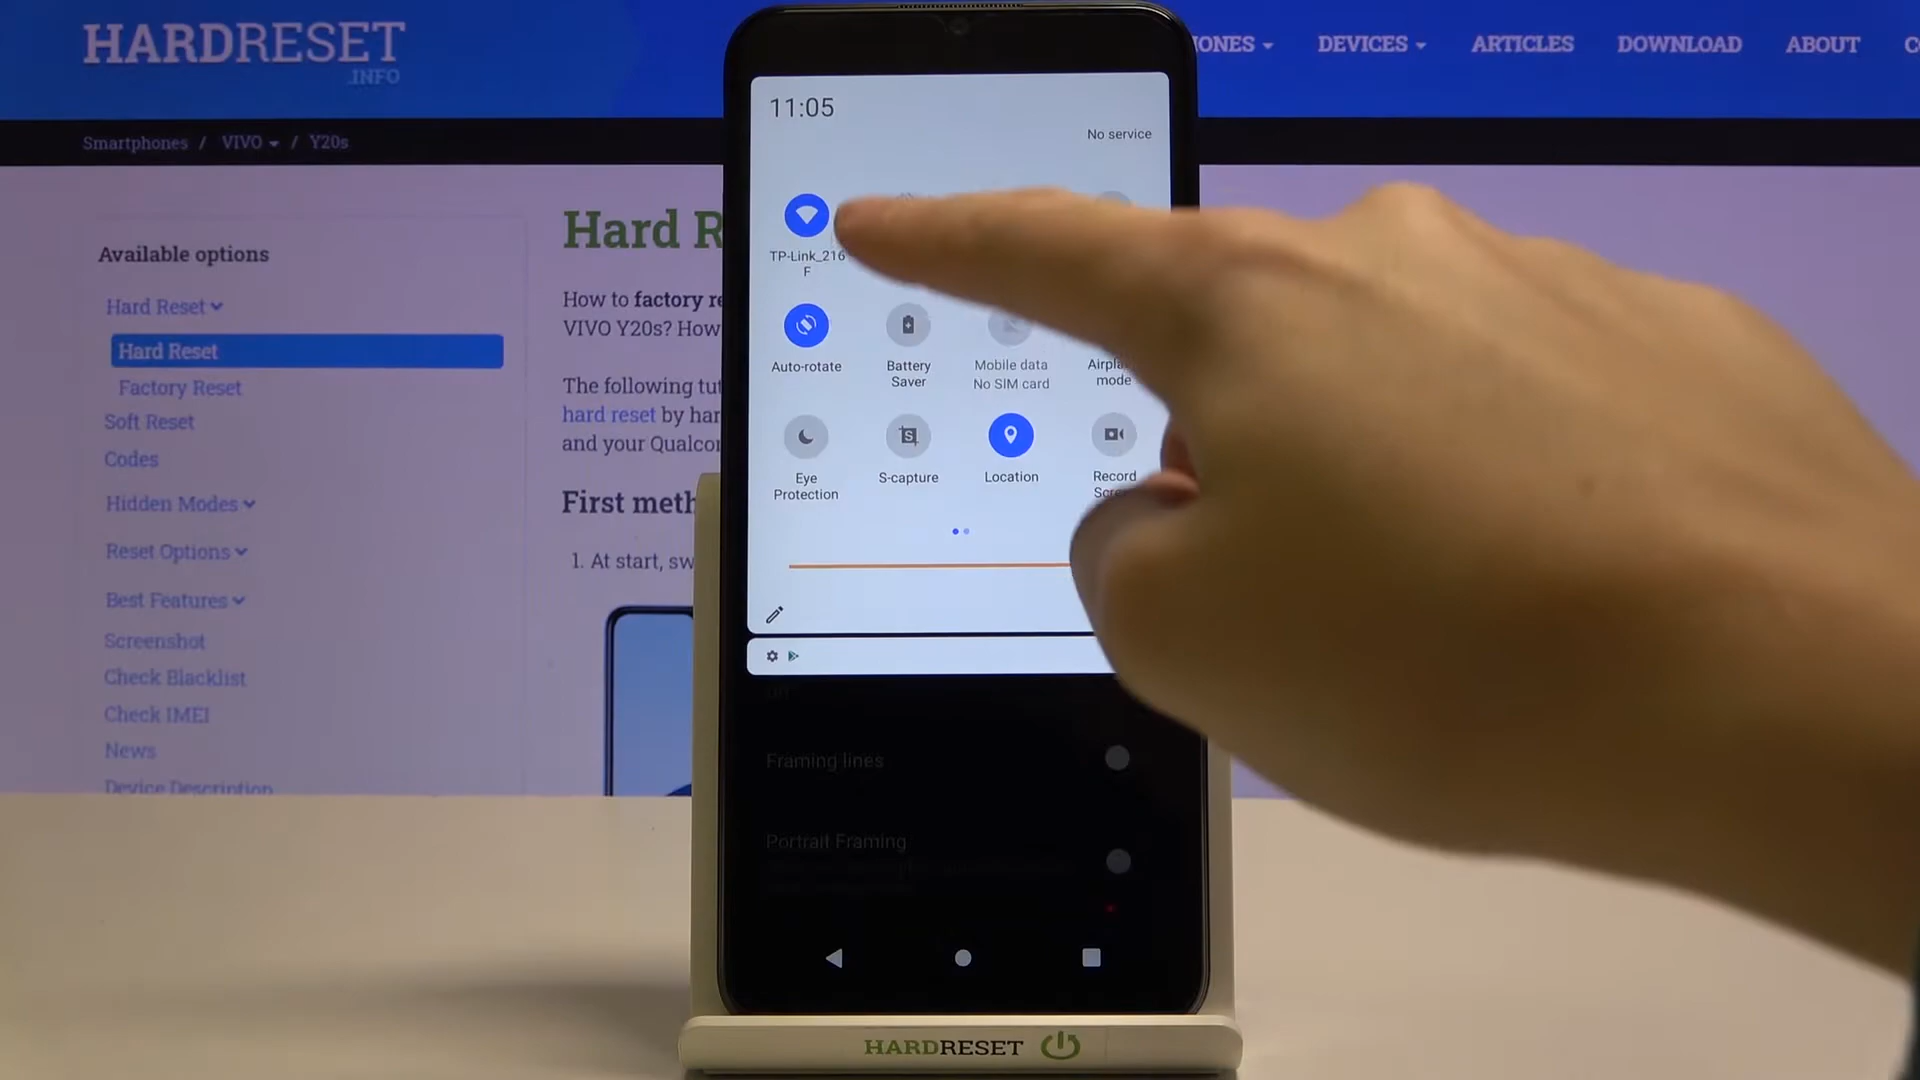 HARDRESET
.INFO
DEVICES
ARTICLES
DOWNLOAD
ABOUT
Smartphones / VIVO / Y20s
Available options
Hard Reset
Hard Reset
Factory Reset
Soft Reset
Codes
Hidden Modes
Reset Options
Best Features
Screenshot
Check Blacklist
Check IMEI
News
Device Description
Hard R
How to factory re
VIVO Y20s? How
The following tut
hard reset by har
and your Qualcor
First meth
1. At start, sw
11:05
No service
TP-Link_216
F
Auto-rotate
Battery
Saver
Mobile data
No SIM card
mode
Eye
Protection
S-capture
Location
Record
Framing lines
Portrait Framing
HARDRESET